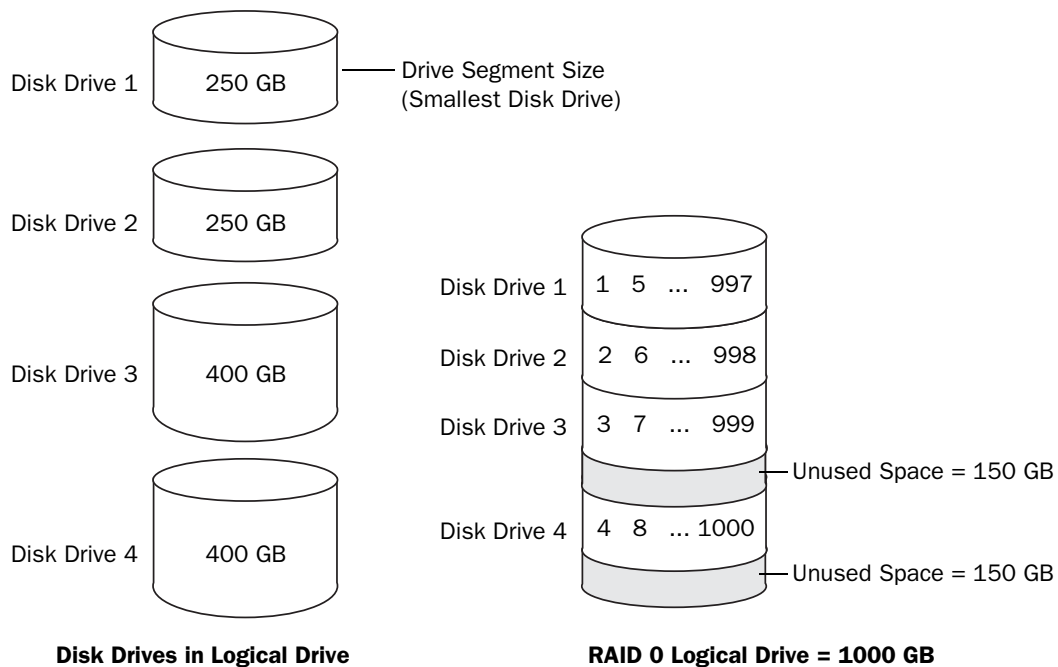 Disk Drive 1
250 GB
Drive Segment Size
(Smallest Disk Drive)
Disk Drive 2
250 GB
Disk Drive 3
400 GB
Disk Drive 4
400 GB
Disk Drives in Logical Drive
Disk Drive 1
1 5 ... 997
Disk Drive 2
2 6 ... 998
Disk Drive 3
3 7 ... 999
Unused Space = 150 GB
Disk Drive 4
4 8 ... 1000
Unused Space = 150 GB
RAID 0 Logical Drive = 1000 GB